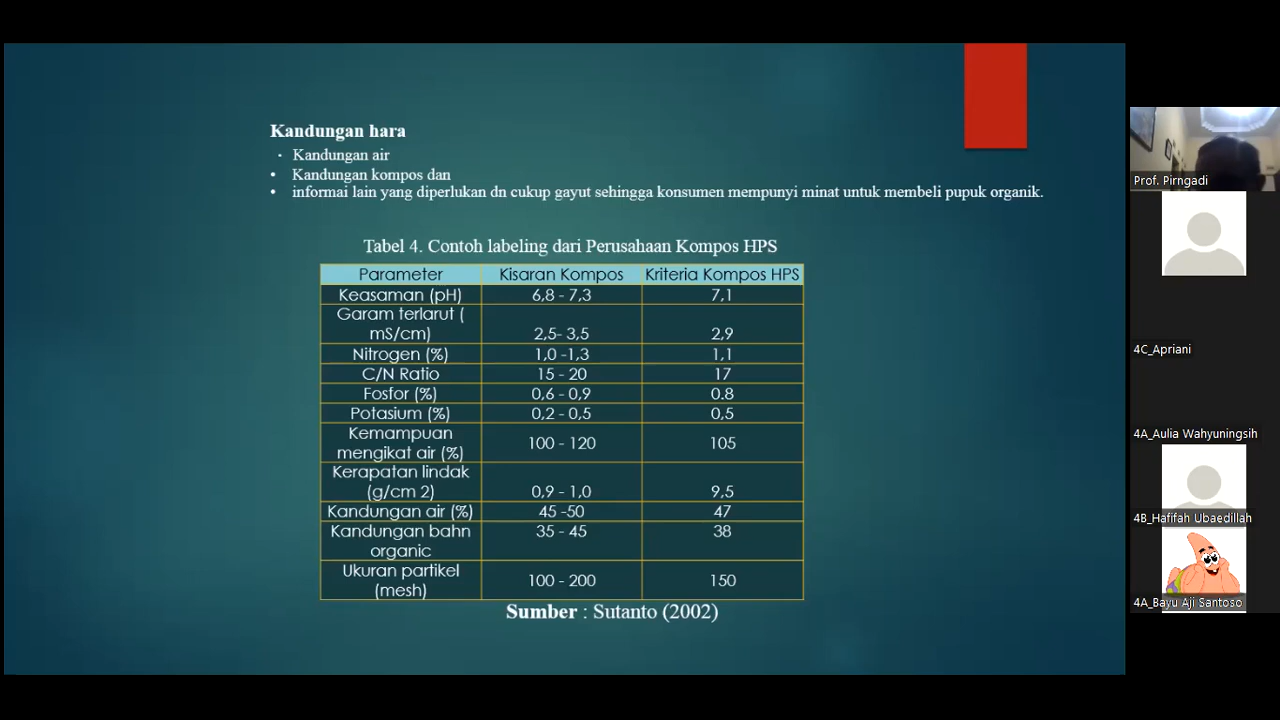 Kandungan hara
• Kandungan air
• Kandungan kompos dan
• informai lain yang diperlukan dn cukup gayut sehingga konsumen mempunyi minat untuk membeli pupuk organik.
Tabel 4. Contoh labeling dari Perusahaan Kompos HPS
Parameter Kisaran Kompos Kriteria Kompos HPS
Keasaman (pH) 6,8 - 7,3 7,1
Garam terlarut (
mS/cm) 2,5- 3,5 2,9
Nitrogen (%) 1,0 -1,3 1,1
C/N Ratio 15 - 20 17
Fosfor (%) 0,6 - 0,9 0.8
Potasium (%) 0,2 - 0,5 0,5
Kemampuan
mengikat air (%) 100 - 120 105
Kerapatan lindak
(g/cm 2) 0,9 - 1,0 9,5
Kandungan air (%) 45 -50 47
Kandungan bahn 35 - 45 38
organic
Ukuran partikel
(mesh) 100 - 200 150
Sumber : Sutanto (2002)
Prof. Pirngadi
4C_Apriani
4A_Aulia Wahyuningsih
4B_Hafifah Ubaedillah
4A_Bayu Aji Santoso